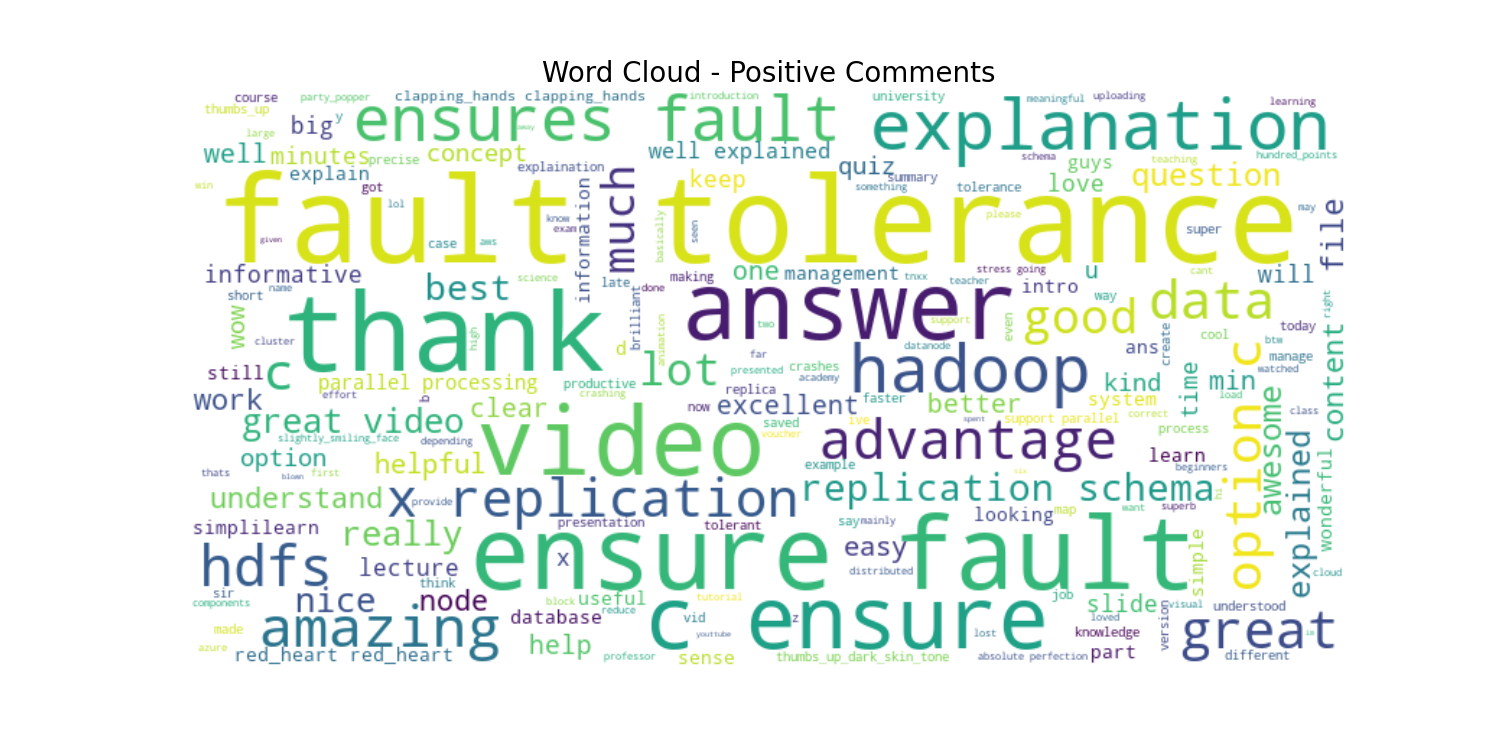 Word Cloud - Positive Comments
course party_popper clapping_hands clapping_hands introduction university meaningful uploading learning
thumbs_up big y ensures away fault explanation
large well minutes precise concept well explained schema guys teaching hundred_points
explain explaination quiz summary love question
min got keep something tolerance may
lol fault tolerance please super
given case aws know exam information much basically seen file
informative science late making one management tnxx stress going teacher u cant will
short name best done intro way data right
wow thank high brilliant answer support even good today
cluster d animation two datanode ans create cool btw
still c lot far presented crashes academy hadoop kind time min manage watched
parallel processing productive crashing replica faster system load content
work effort b now excellent better ive spent support parallel correct class
great video clear video saved voucher advantage process option c awesome
slightly_smiling_face depending learn
option helpful example beginners explained
thats blown first
understand x provide replication replication schema hi want superb wonderful
simplilearn really presentation tolerant say mainly looking map
hdfs lecture ensure fault x easy distributed simple cloud
sir think
components nice node block useful reduce tutorial job slide visual understood
made amazing database c vid youttube ensure z lost loved knowledge version great im
azure red_heart red_heart help professor sense thumbs_up_dark_skin_tone absolute perfection part different